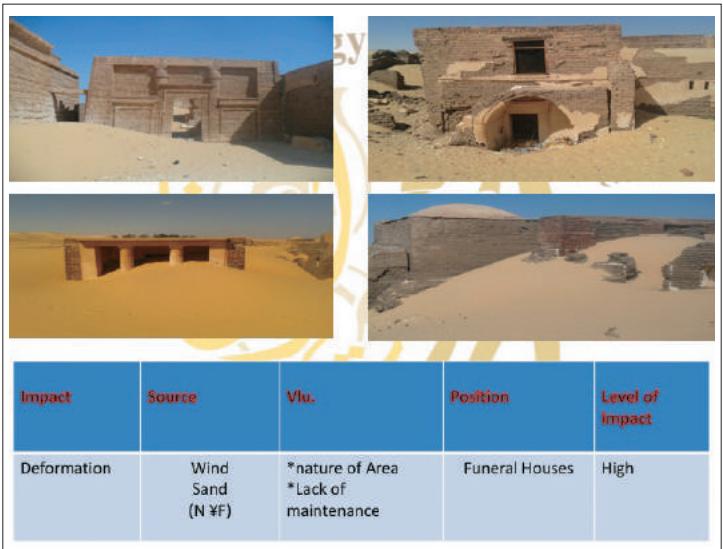 gy
Impact
Source
Vlu.
Position
Level of
Impact
Deformation
Wind
Sand
(N ¥F)
*nature of Area
*Lack of
maintenance
Funeral Houses
High